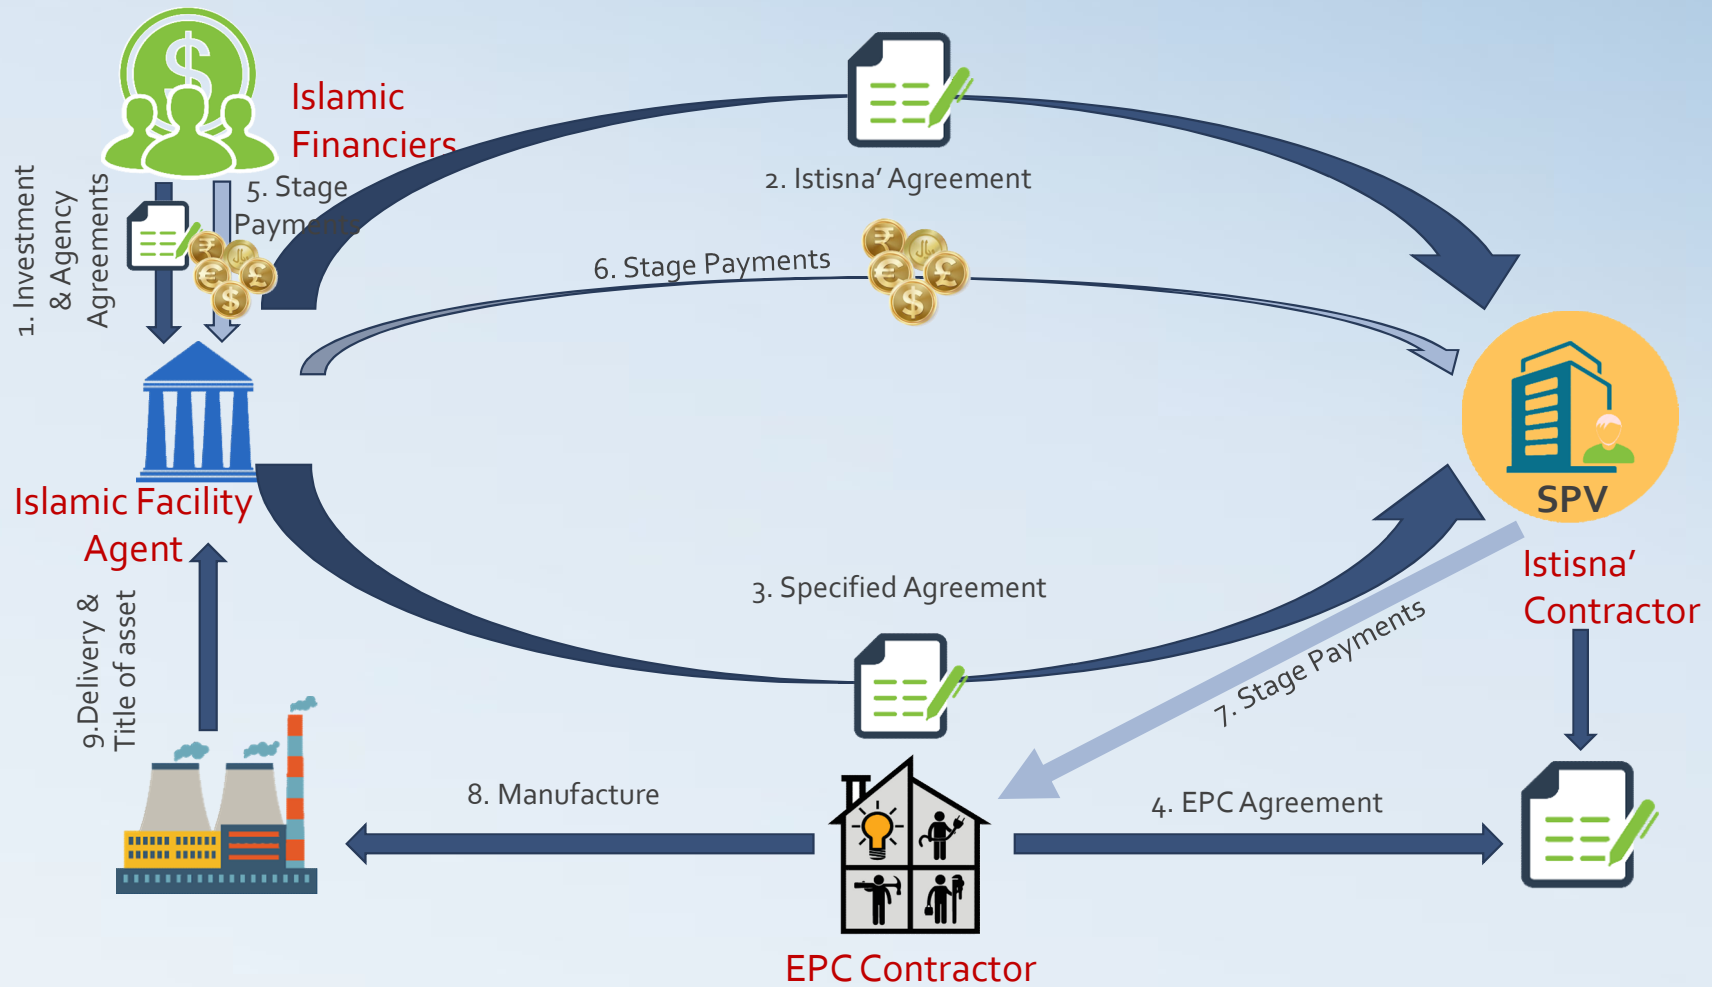 Islamic
Financiers
1. Investment
& Agency
Agreements
5. Stage
Payments
2. Istisna’ Agreement
6. Stage Payments
Islamic Facility
Agent
SPV
Istisna’
Contractor
3. Specified Agreement
7. Stage Payments
9.Delivery &
Title of asset
8. Manufacture
4. EPC Agreement
EPC Contractor